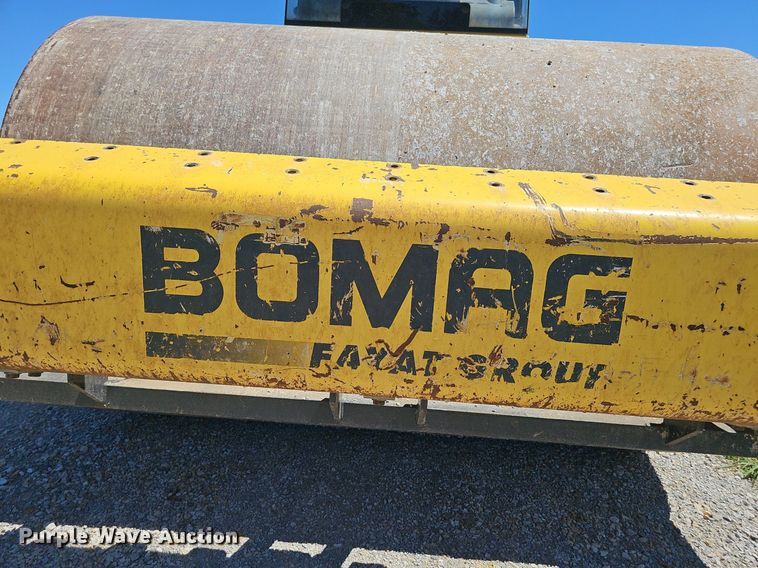 BOMAG
FAYAT GROUP
Purple Wave Auction